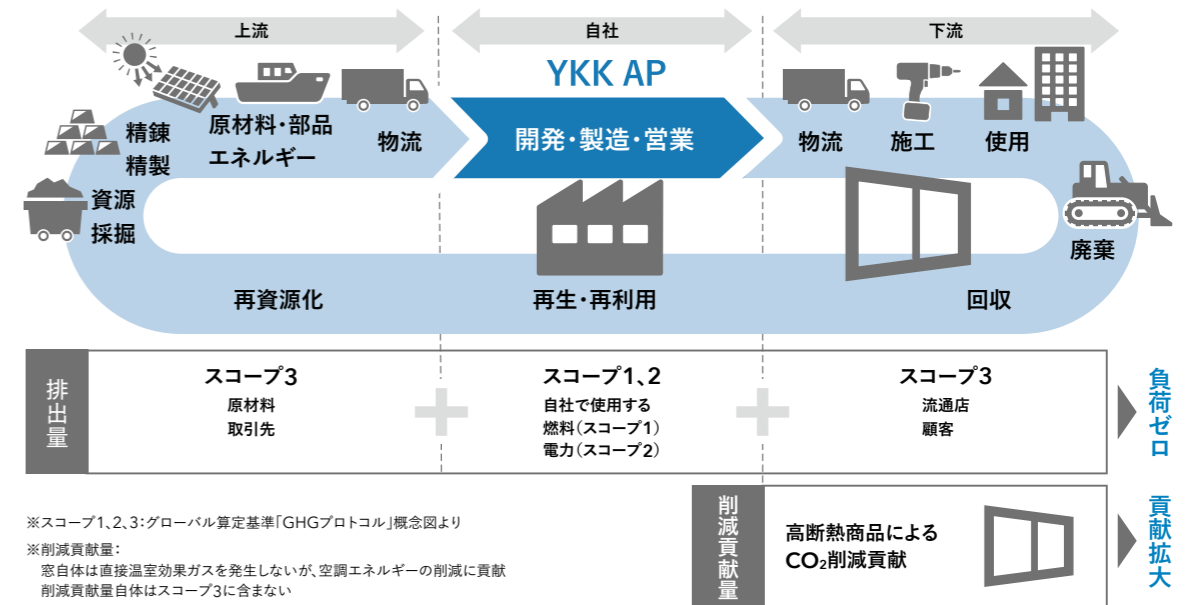 上流
自社
下流
YKK AP
精錬
精製
原材料・部品
エネルギー
物流
開発・製造・営業
物流
施工
使用
資源
採掘
廃棄
再資源化
再生・再利用
回収
排出量
スコープ3
原材料
取引先
スコープ1、2
自社で使用する
燃料（スコープ1）
電力（スコープ2）
スコープ3
流通店
顧客
負荷ゼロ
※スコープ1、2、3：グローバル算定基準「GHGプロトコル」概念図より
※削減貢献量：
窓自体は直接温室効果ガスを発生しないが、空調エネルギーの削減に貢献
削減貢献量自体はスコープ3に含まない
削減貢献量
高断熱商品による
CO₂削減貢献
貢献拡大